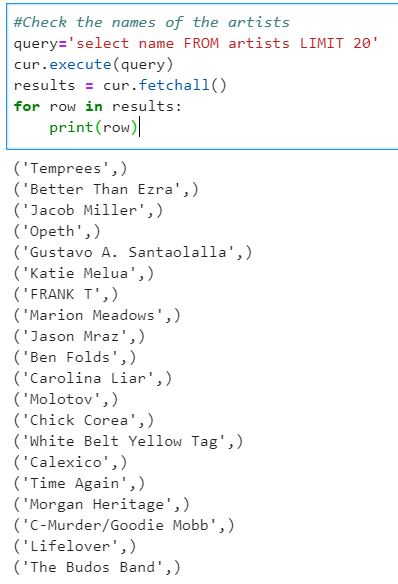 #Check the names of the artists
query='select name FROM artists LIMIT 20'
cur.execute(query)
results = cur.fetchall()
for row in results:
    print(row)
('Temprees',)
('Better Than Ezra',)
('Jacob Miller',)
('Opeth',)
('Gustavo A. Santaolalla',)
('Katie Melua',)
('FRANK T',)
('Marion Meadows',)
('Jason Mraz',)
('Ben Folds',)
('Carolina Liar',)
('Molotov',)
('Chick Corea',)
('White Belt Yellow Tag',)
('Calexico',)
('Time Again',)
('Morgan Heritage',)
('C-Murder/Goodie Mobb',)
('Lifelover',)
('The Budos Band',)